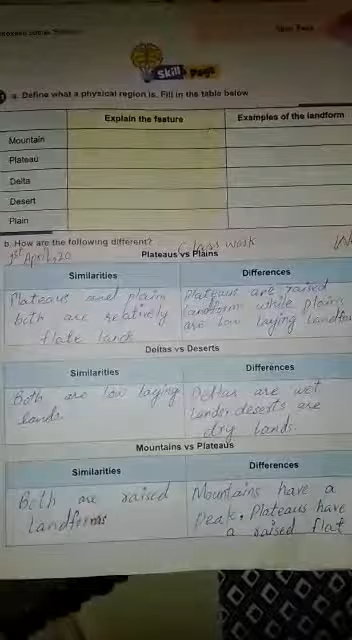 Skill Page
a. Define what a physical region is. Fill in the table below
Explain the feature
Examples of the landform
Mountain
Plateau
Delta
Desert
Plain
b. How are the following different?
1st April, 20
Class work
Plateaus vs Plains
Similarities
Differences
Plateaus and plain
both are relatively
flate lands
Plateaus are raised
landform while plains
are low laying landfor
Deltas vs Deserts
Similarities
Differences
Both are low laying
lands
Deltas are wet
lands, deserts are
dry lands.
Mountains vs Plateaus
Similarities
Differences
Both are raised
landforms
Mountains have a
Peak, Plateaus have
a raised flat